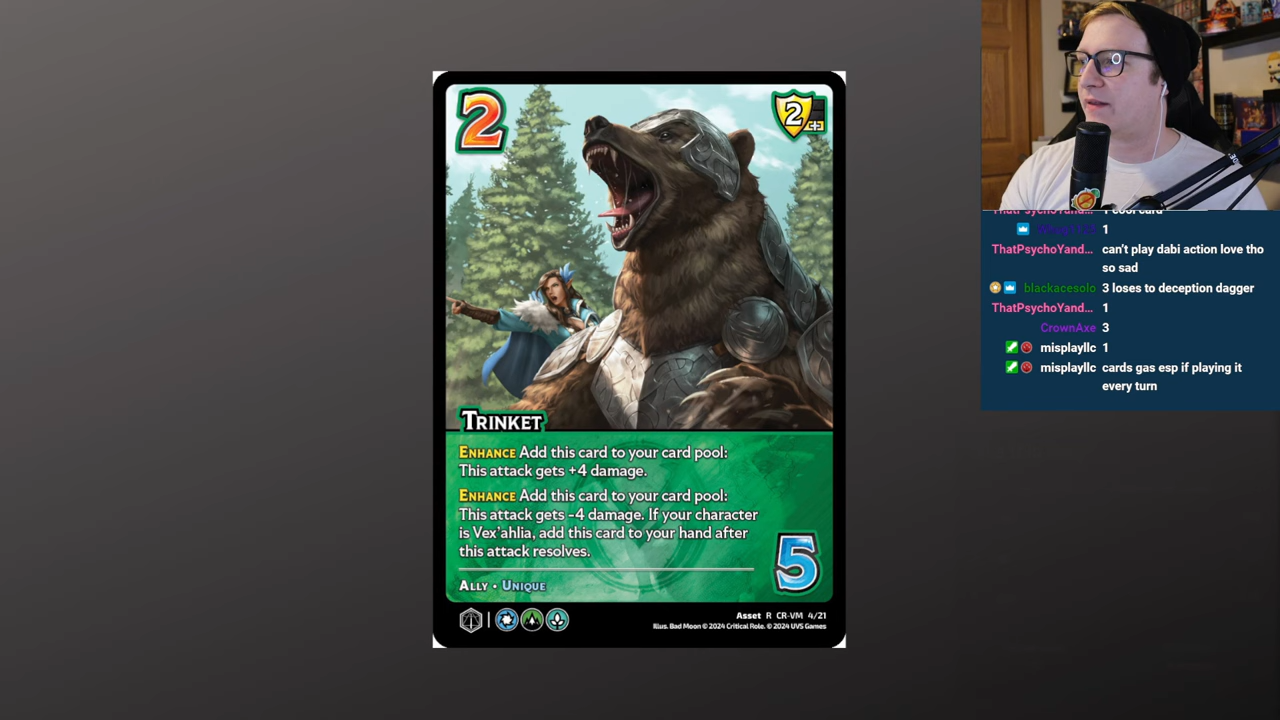 2
2
TRINKET
ENHANCE Add this card to your card pool:
This attack gets +4 damage.
ENHANCE Add this card to your card pool:
This attack gets -4 damage. If your character
is Vex'ahlia, add this card to your hand after
this attack resolves.
5
ALLY • UNIQUE
Asset R CR-VM 4/21
Illus. Bad Moon © 2024 Critical Role. © 2024 UVS Games
1 cool card
1
ThatPsychoYand... can't play dabi action love tho
so sad
blackacesolo 3 loses to deception dagger
ThatPsychoYand... 1
CrownAxe 3
misplayllc 1
misplayllc cards gas esp if playing it
every turn